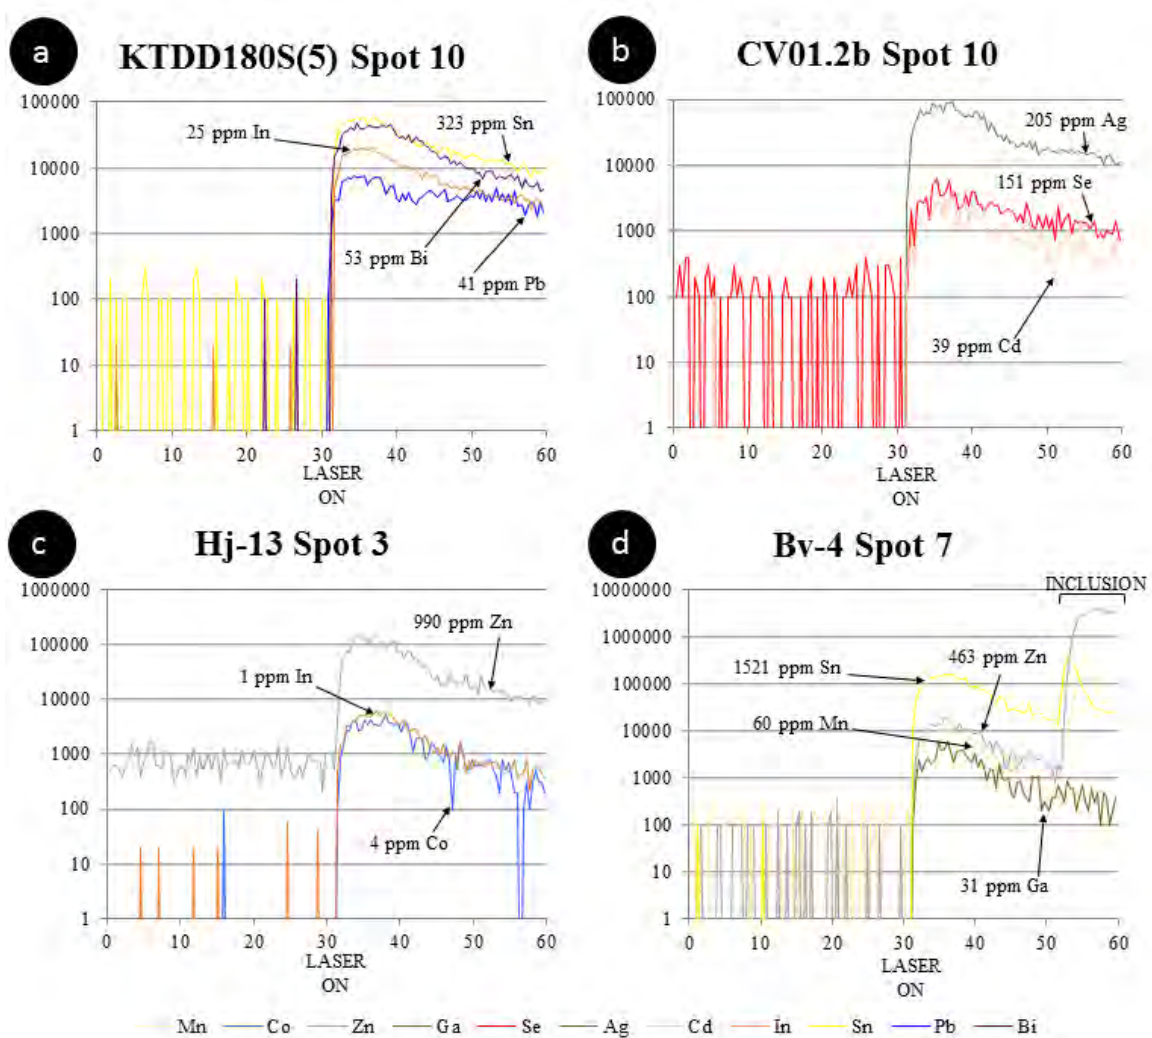 a
KTDD180S(5) Spot 10
100000
10000
1000
100
10
1
25 ppm In
323 ppm Sn
53 ppm Bi
41 ppm Pb
0 10 20 30 40 50 60
LASER
ON
b
CV01.2b Spot 10
100000
10000
1000
100
10
1
205 ppm Ag
151 ppm Se
39 ppm Cd
0 10 20 30 40 50 60
LASER
ON
c
Hj-13 Spot 3
1000000
100000
10000
1000
100
10
1
990 ppm Zn
1 ppm In
4 ppm Co
0 10 20 30 40 50 60
LASER
ON
d
Bv-4 Spot 7
INCLUSION
10000000
1000000
100000
10000
1000
100
10
1
1521 ppm Sn
463 ppm Zn
60 ppm Mn
31 ppm Ga
0 10 20 30 40 50 60
LASER
ON
Mn Co Zn Ga Se Ag Cd In Sn Pb Bi